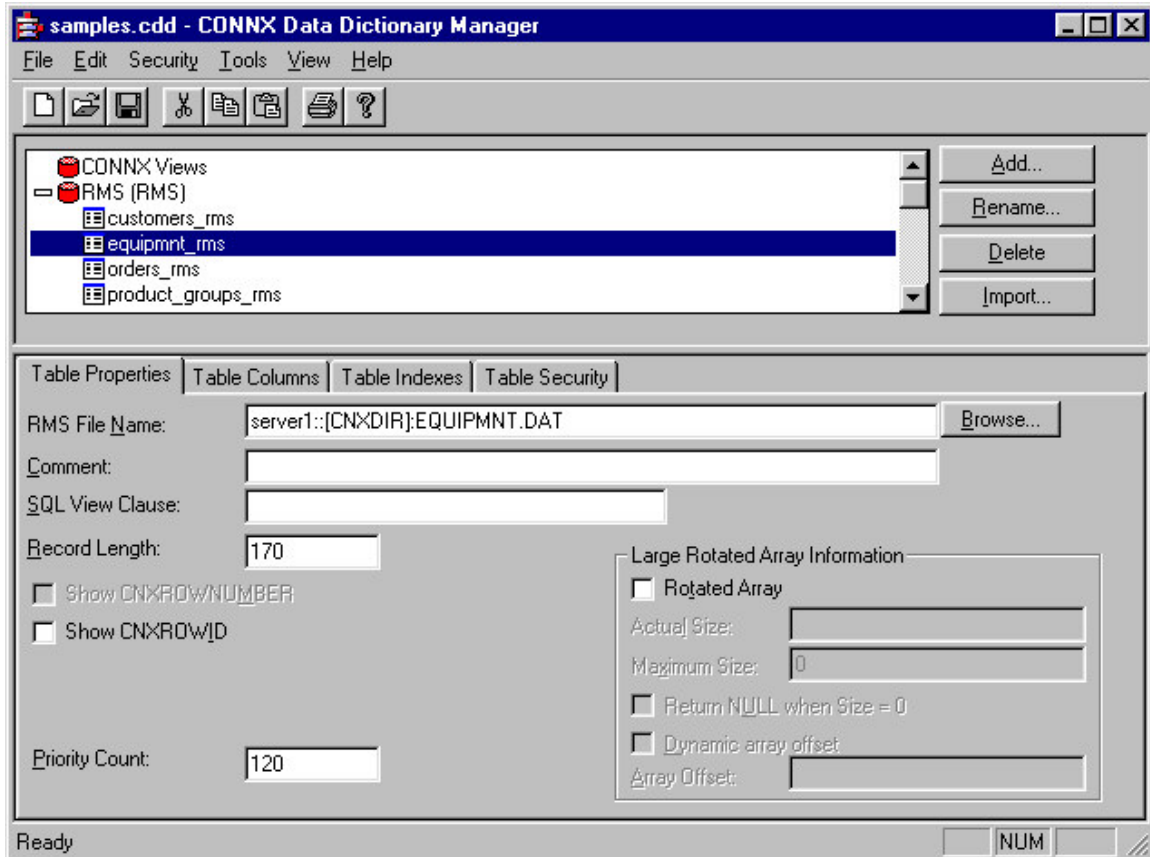 samples.cdd - CONNX Data Dictionary Manager
File Edit Security Tools View Help
CONNX Views
RMS (RMS)
customers_rms
equipmnt_rms
orders_rms
product_groups_rms
Add...
Rename...
Delete
Import...
Table Properties Table Columns Table Indexes Table Security
RMS File Name: server1::[CNXDIR]:EQUIPMNT.DAT Browse...
Comment:
SQL View Clause:
Record Length: 170
Show CNXROWNUMBER
Show CNXROWID
Priority Count: 120
Large Rotated Array Information
Rotated Array
Actual Size:
Maximum Size: 0
Return NULL when Size = 0
Dynamic array offset
Array Offset:
Ready NUM